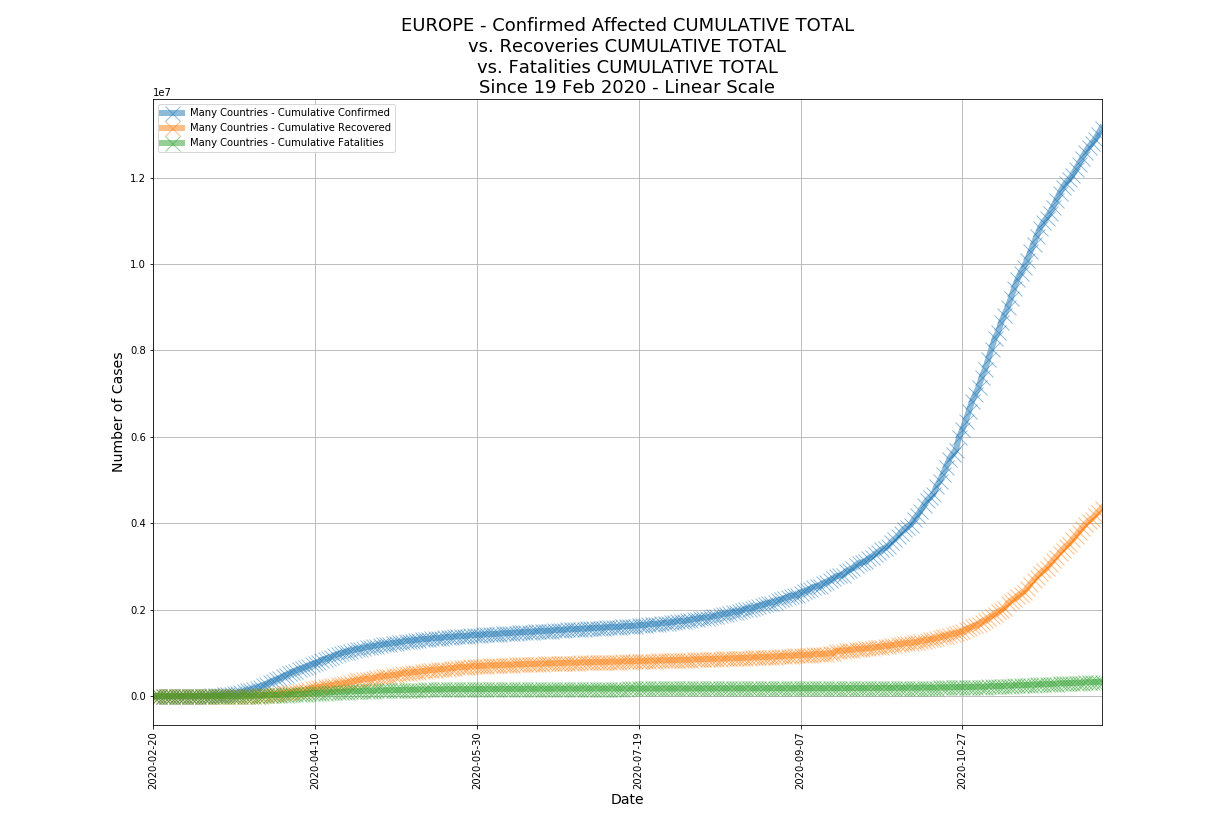 EUROPE - Confirmed Affected CUMULATIVE TOTAL
vs. Recoveries CUMULATIVE TOTAL
vs. Fatalities CUMULATIVE TOTAL
Since 19 Feb 2020 - Linear Scale
1e7
Many Countries - Cumulative Confirmed
Many Countries - Cumulative Recovered
Many Countries - Cumulative Fatalities
1.2
1.0
0.8
0.6
0.4
0.2
0.0
Number of Cases
2020-02-20
2020-04-10
2020-05-30
2020-07-19
2020-09-07
2020-10-27
Date